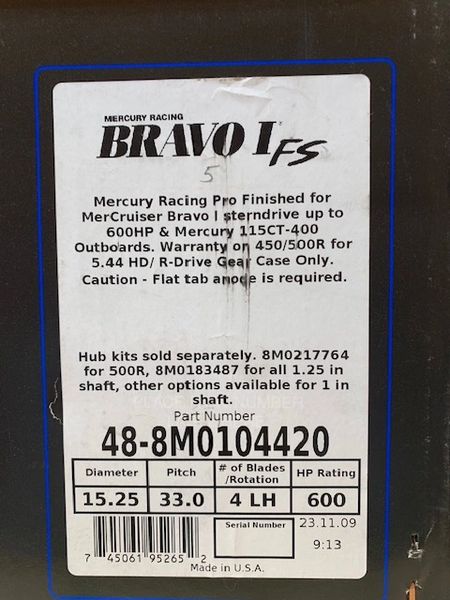 MERCURY RACING
BRAVO I FS
5
Mercury Racing Pro Finished for
MerCruiser Bravo I sterndrive up to
600HP & Mercury 115CT-400
Outboards. Warranty on 450/500R for
5.44 HD/ R-Drive Gear Case Only.
Caution - Flat tab anode is required.
Hub kits sold separately. 8M0217764
for 500R, 8M0183487 for all 1.25 in
shaft, other options available for 1 in
shaft.
Part Number
48-8M0104420
Diameter Pitch # of Blades /Rotation HP Rating
15.25 33.0 4 LH 600
Serial Number 23.11.09
9:13
7 45061 95265 2
Made in U.S.A.